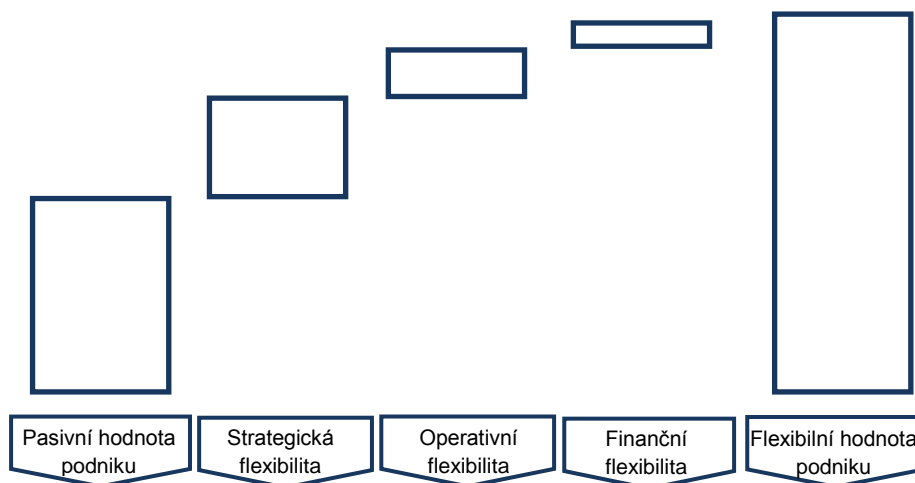 Pasivní hodnota
podniku
Strategická
flexibilita
Operativní
flexibilita
Finanční
flexibilita
Flexibilní hodnota
podniku